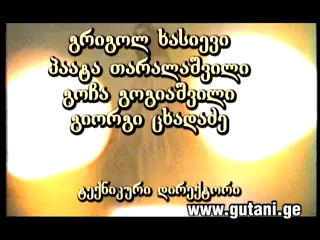 გრიგოლ ხასიევი
პაატა თარალაშვილი
გოჩა გოგიაშვილი
გიორგი ცხადაძე
ტექნიკური დირექტორი
www.gutani.ge